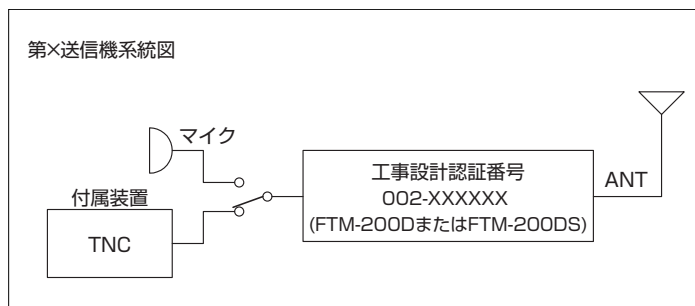 第×送信機系統図
マイク
付属装置
TNC
工事設計認証番号
002-XXXXXX
(FTM-200DまたはFTM-200DS)
ANT